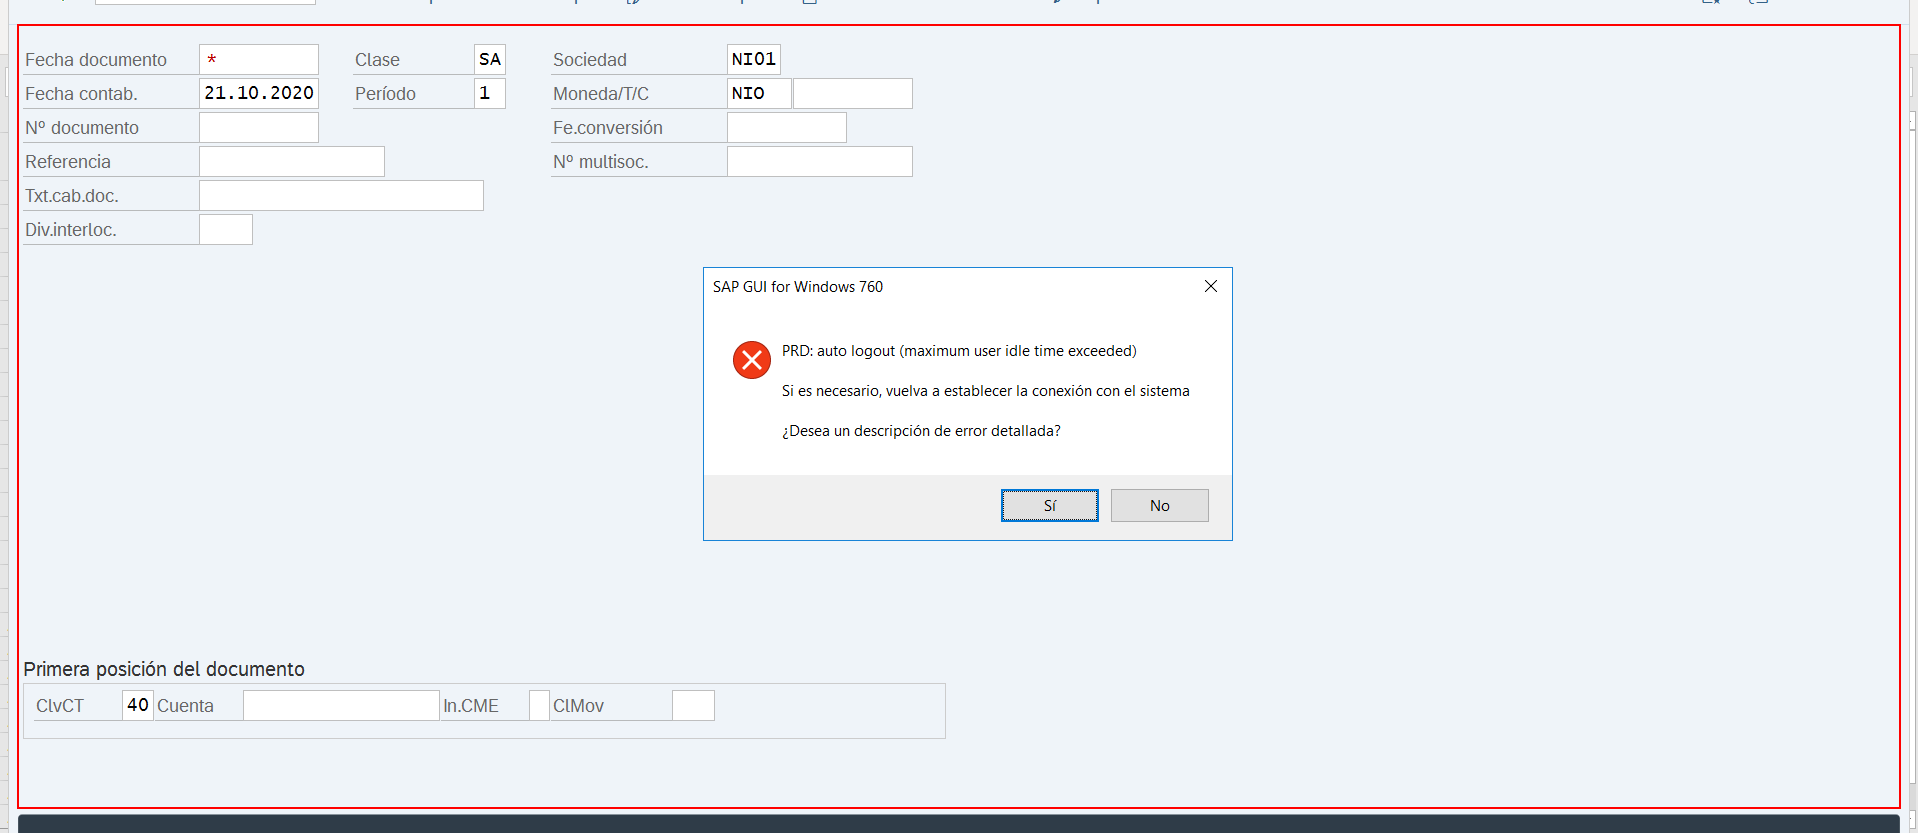 Fecha documento * Clase SA Sociedad NI01
Fecha contab. 21.10.2020 Período 1 Moneda/T/C NIO
Nº documento Fe.conversión
Referencia Nº multisoc.
Txt.cab.doc.
Div.interloc.
SAP GUI for Windows 760
PRD: auto logout (maximum user idle time exceeded)
Si es necesario, vuelva a establecer la conexión con el sistema
¿Desea un descripción de error detallada?
Sí No
Primera posición del documento
ClvCT 40 Cuenta In.CME ClMov